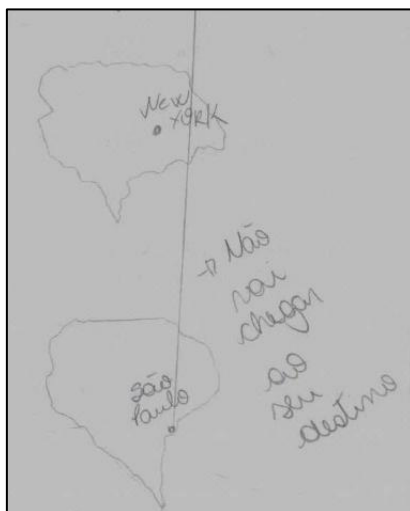 New
YORK
→ Não
vai
chegar
ao
seu
destino
São
Paulo